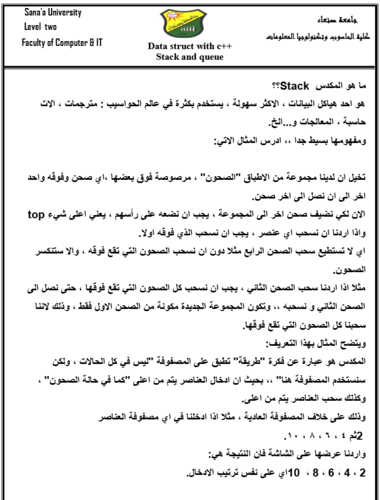 Sana'a University
Level two
Faculty of Computer & IT
Data struct with c++
Stack and queue
جامعة صنعاء
كلية الحاسوب وتكنولوجيا المعلومات
ما هو المكدس Stack؟؟
هو احد هياكل البيانات ، الاكثر سهولة ، يستخدم بكثرة في عالم الحواسيب : مترجمات ، الات
حاسبة ، المعالجات و...الخ.
ومفهومها بسيط جدا ،، ادرس المثال الاتي:
تخيل ان لدينا مجموعة من الاطباق "الصحون" ، مرصوصة فوق بعضها ،اي صحن وفوقه واحد
اخر الى ان نصل الى اخر صحن.
الان لكي نضيف صحن اخر الى المجموعة ، يجب ان نضعه على رأسهم ، يعني اعلى شيء top
واذا اردنا ان نسحب اي عنصر ، يجب ان نسحب الذي فوقه اولا.
اي لا تستطيع سحب الصحن الرابع مثلا دون ان نسحب الصحون التي تقع فوقه ، والا ستنكسر
الصحون.
مثلا اذا اردنا سحب الصحن الثاني ، يجب ان نسحب كل الصحون التي تقع فوقها ، حتى نصل الى
الصحن الثاني و نسحبه ،، وتكون المجموعة الجديدة مكونة من الصحن الاول فقط ، وذلك لاننا
سحبنا كل الصحون التي تقع فوقها.
ويتضح المثال بهذا التعريف:
المكدس هو عبارة عن فكرة "طريقة" تطبق على المصفوفة "ليس في كل الحالات ، ولكن
سنستخدم المصفوفة هنا" ،، بحيث ان ادخال العناصر يتم من اعلى "كما في حالة الصحون" ،
وكذلك سحب العناصر يتم من اعلى.
وذلك على خلاف المصفوفة العادية ، مثلا اذا ادخلنا في اي مصفوفة العناصر
2ثم ٤ ، ٦ ، ٨ ، ١٠.
واردنا عرضها على الشاشة فان النتيجة هي:
2 ، 4 ، 6 ، 8 ، 10اي على نفس ترتيب الادخال.